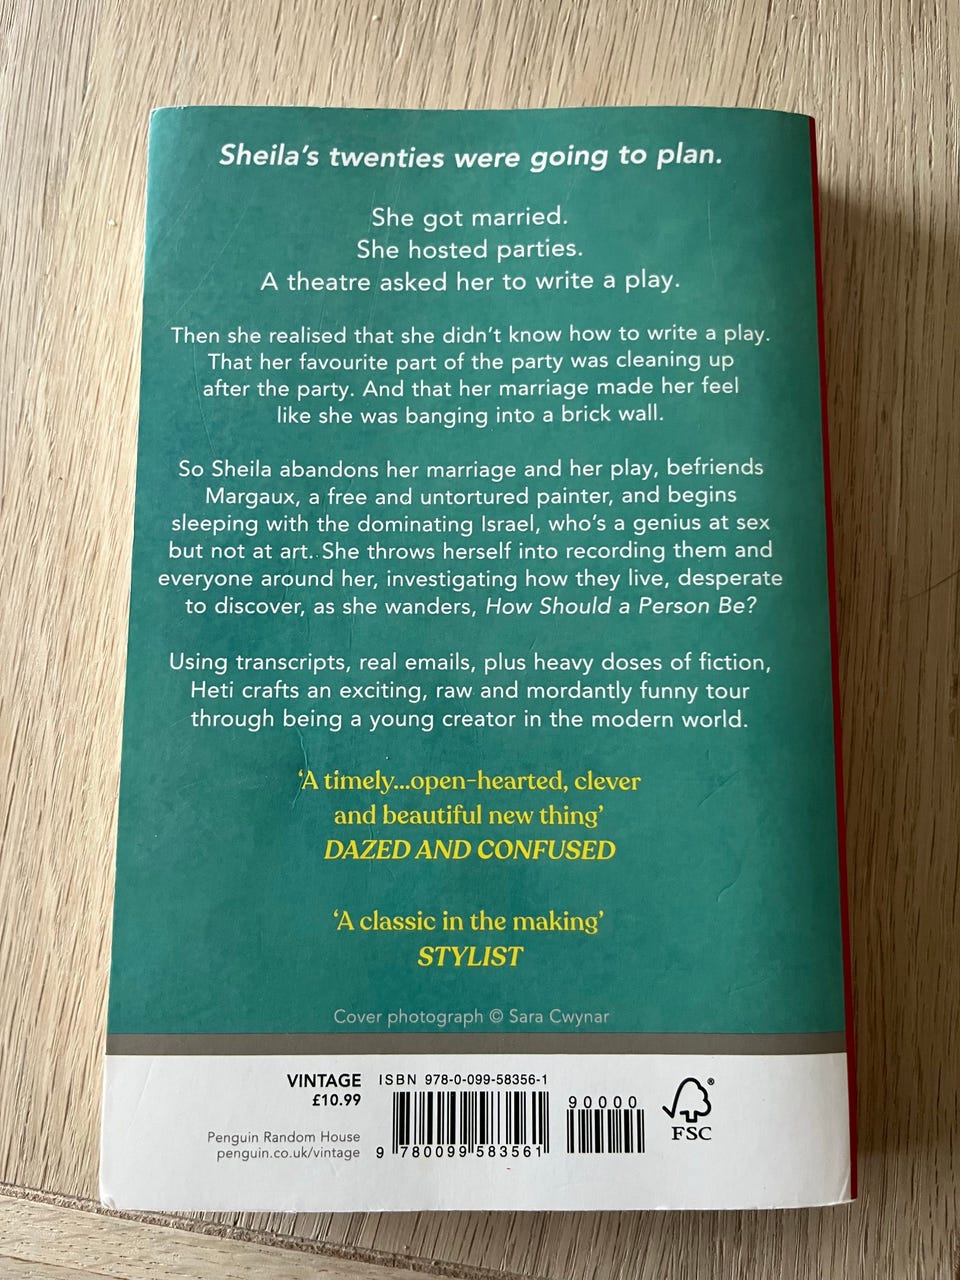 Sheila's twenties were going to plan.
She got married.
She hosted parties.
A theatre asked her to write a play.
Then she realised that she didn't know how to write a play.
That her favourite part of the party was cleaning up
after the party. And that her marriage made her feel
like she was banging into a brick wall.
So Sheila abandons her marriage and her play, befriends
Margaux, a free and untortured painter, and begins
sleeping with the dominating Israel, who's a genius at sex
but not at art. She throws herself into recording them and
everyone around her, investigating how they live, desperate
to discover, as she wanders, How Should a Person Be?
Using transcripts, real emails, plus heavy doses of fiction,
Heti crafts an exciting, raw and mordantly funny tour
through being a young creator in the modern world.
‘A timely...open-hearted, clever
and beautiful new thing’
DAZED AND CONFUSED
‘A classic in the making’
STYLIST
Cover photograph © Sara Cwynar
VINTAGE
£10.99
Penguin Random House
penguin.co.uk/vintage
ISBN 978-0-099-58356-1
9 780099 583561
90000
®
FSC